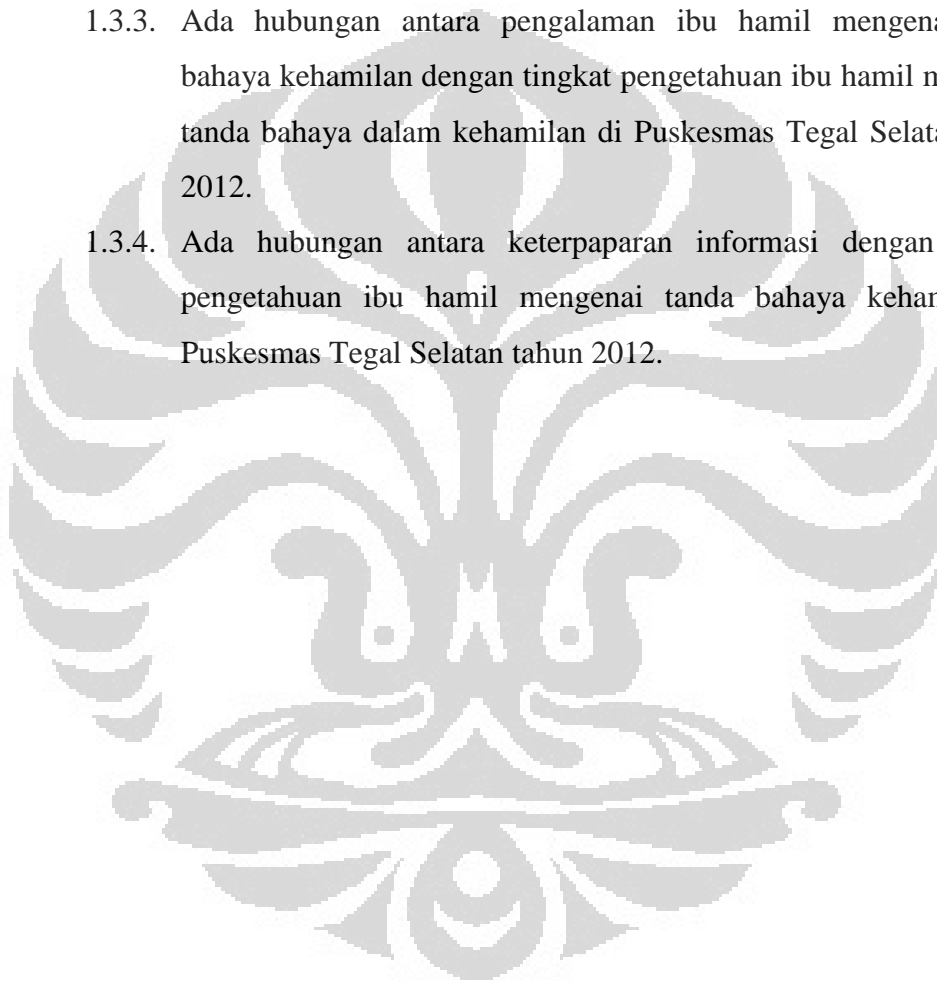 1.3.3. Ada hubungan antara pengalaman ibu hamil mengena
bahaya kehamilan dengan tingkat pengetahuan ibu hamil m
tanda bahaya dalam kehamilan di Puskesmas Tegal Selata
2012.
1.3.4. Ada hubungan antara keterpaparan informasi dengan
pengetahuan ibu hamil mengenai tanda bahaya keham
Puskesmas Tegal Selatan tahun 2012.